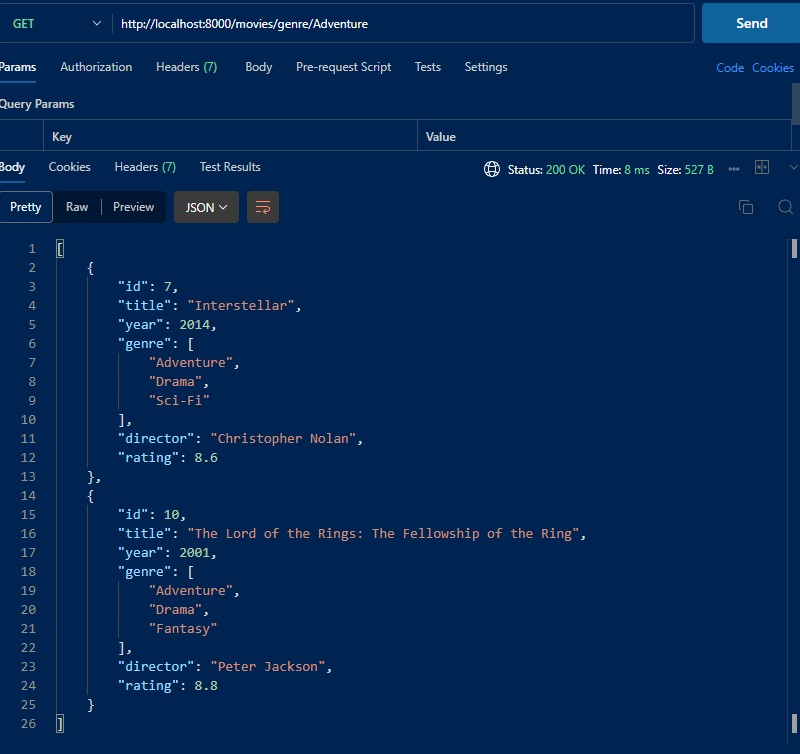 GET http://localhost:8000/movies/genre/Adventure Send
Params Authorization Headers (7) Body Pre-request Script Tests Settings Code Cookies
Query Params
Key Value
Body Cookies Headers (7) Test Results Status: 200 OK Time: 8 ms Size: 527 B
Pretty Raw Preview JSON
1 [
2 {
3 "id": 7,
4 "title": "Interstellar",
5 "year": 2014,
6 "genre": [
7 "Adventure",
8 "Drama",
9 "Sci-Fi"
10 ],
11 "director": "Christopher Nolan",
12 "rating": 8.6
13 },
14 {
15 "id": 10,
16 "title": "The Lord of the Rings: The Fellowship of the Ring",
17 "year": 2001,
18 "genre": [
19 "Adventure",
20 "Drama",
21 "Fantasy"
22 ],
23 "director": "Peter Jackson",
24 "rating": 8.8
25 }
26 ]